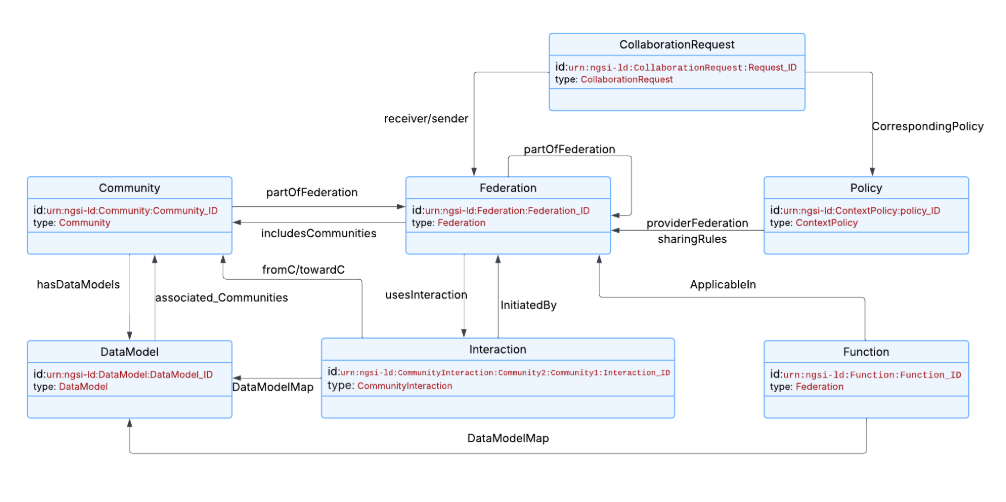 CollaborationRequest
id:urn:ngsi-ld:CollaborationRequest:Request_ID
type: CollaborationRequest
receiver/sender
CorrespondingPolicy
partOfFederation
Community
id:urn:ngsi-ld:Community:Community_ID
type: Community
partOfFederation
includesCommunities
Federation
id:urn:ngsi-ld:Federation:Federation_ID
type: Federation
providerFederation
sharingRules
Policy
id:urn:ngsi-ld:ContextPolicy:policy_ID
type: ContextPolicy
hasDataModels
associated_Communities
fromC/towardC
usesInteraction
InitiatedBy
ApplicableIn
DataModel
id:urn:ngsi-ld:DataModel:DataModel_ID
type: DataModel
DataModelMap
Interaction
id:urn:ngsi-ld:CommunityInteraction:Community2:Community1:Interaction_ID
type: CommunityInteraction
Function
id:urn:ngsi-ld:Function:Function_ID
type: Federation
DataModelMap